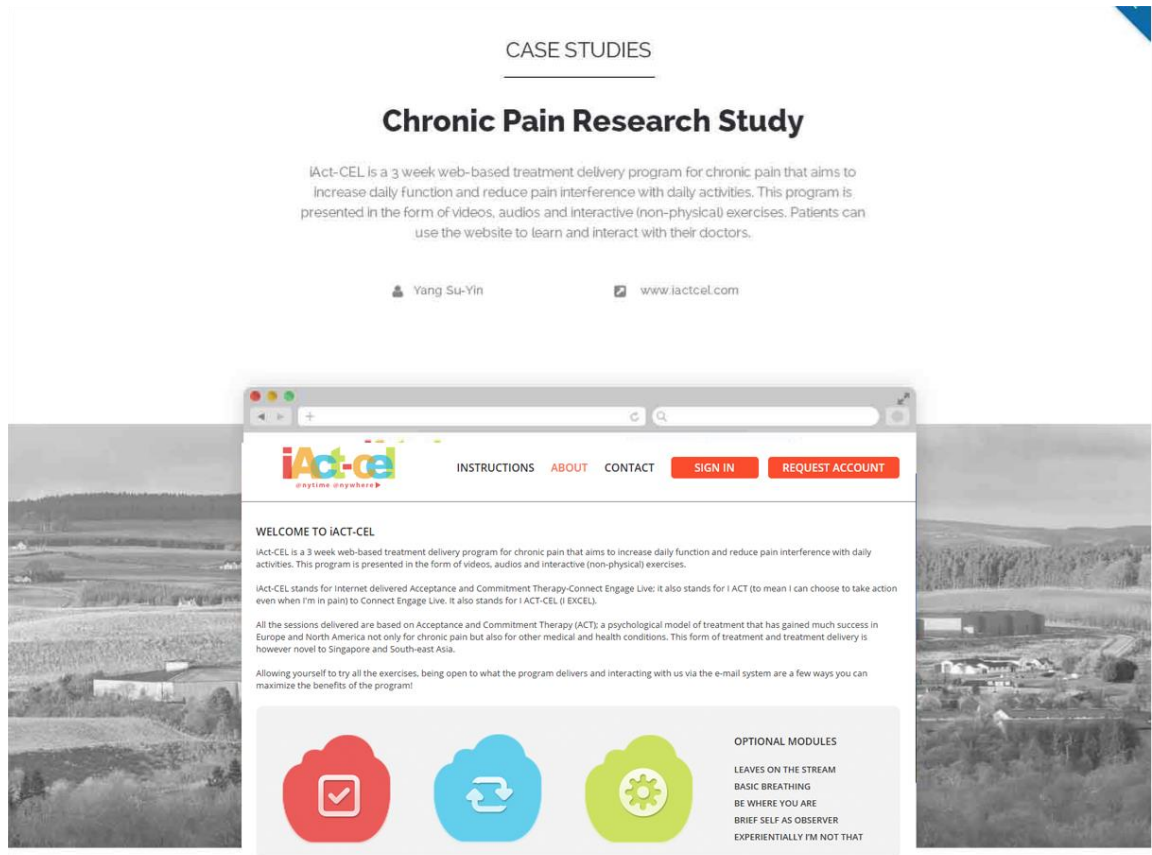 CASE STUDIES
Chronic Pain Research Study
iAct-CEL is a 3 week web-based treatment delivery program for chronic pain that aims to
increase daily function and reduce pain interference with daily activities. This program is
presented in the form of videos, audios and interactive (non-physical) exercises. Patients can
use the website to learn and interact with their doctors.
Yang Su-Yin
www.iactcel.com
iAct-cel
@nytime @nywhere
INSTRUCTIONS ABOUT CONTACT SIGN IN REQUEST ACCOUNT
WELCOME TO iACT-CEL
iAct-CEL is a 3 week web-based treatment delivery program for chronic pain that aims to increase daily function and reduce pain interference with daily
activities. This program is presented in the form of videos, audios and interactive (non-physical) exercises.
iAct-CEL stands for Internet delivered Acceptance and Commitment Therapy-Connect Engage Live; it also stands for I ACT (to mean I can choose to take action
even when I'm in pain) to Connect Engage Live. It also stands for I ACT-CEL (I EXCEL).
All the sessions delivered are based on Acceptance and Commitment Therapy (ACT); a psychological model of treatment that has gained much success in
Europe and North America not only for chronic pain but also for other medical and health conditions. This form of treatment and treatment delivery is
however novel to Singapore and South-east Asia.
Allowing yourself to try all the exercises, being open to what the program delivers and interacting with us via the e-mail system are a few ways you can
maximize the benefits of the program!
OPTIONAL MODULES
LEAVES ON THE STREAM
BASIC BREATHING
BE WHERE YOU ARE
BRIEF SELF AS OBSERVER
EXPERIENTIALLY I'M NOT THAT